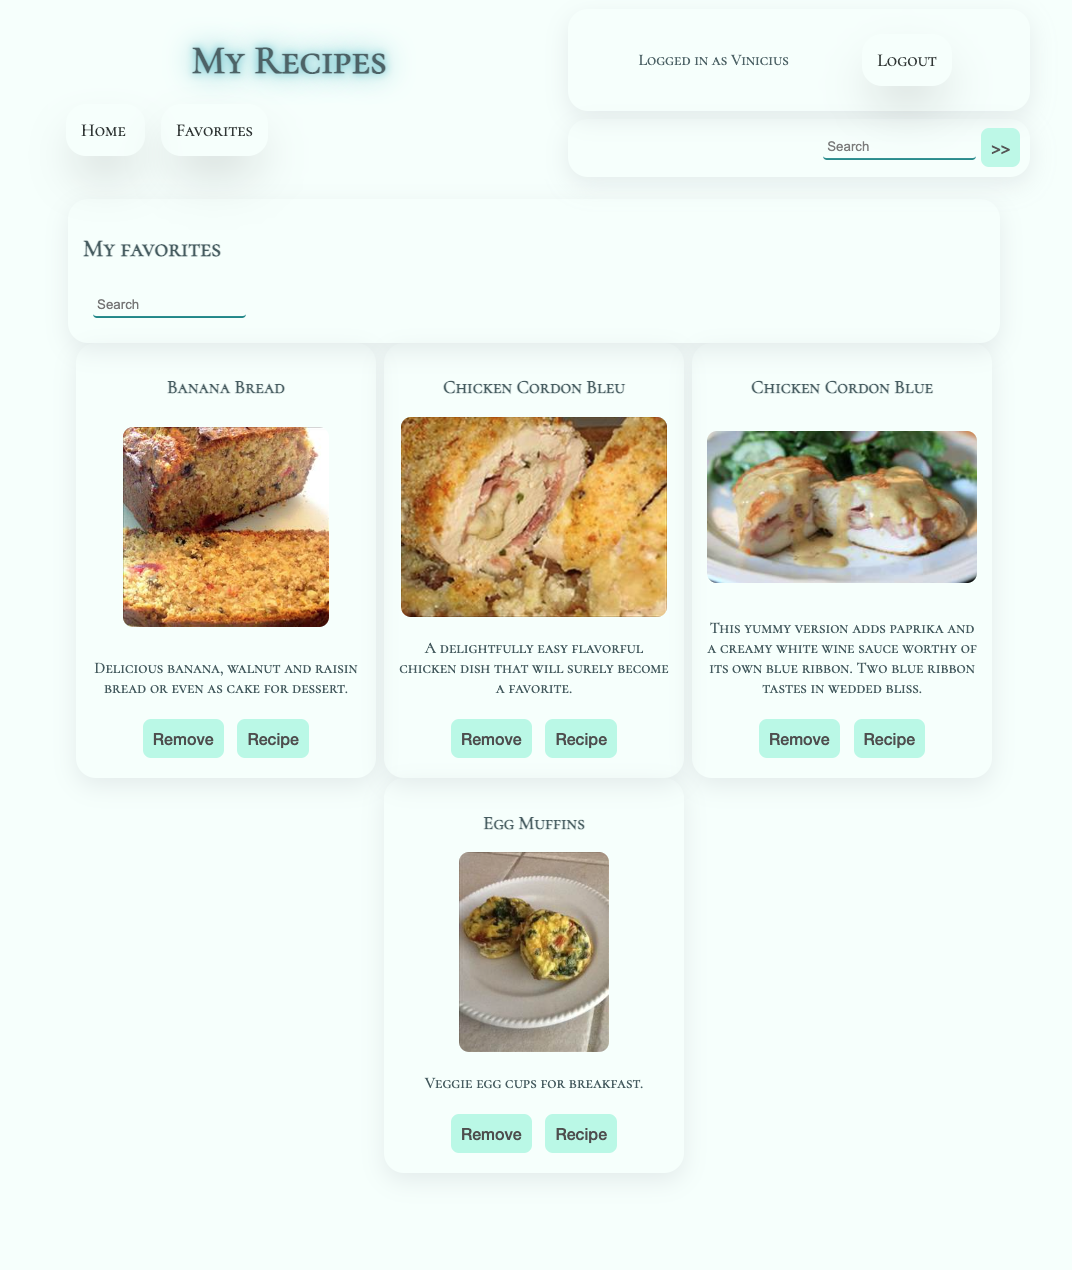 My Recipes
Logged in as Vinicius
Logout
Home
Favorites
Search
>>
My favorites
Search
Banana Bread
Delicious banana, walnut and raisin
bread or even as cake for dessert.
Remove
Recipe
Chicken Cordon Bleu
A delightfully easy flavorful
chicken dish that will surely become
a favorite.
Remove
Recipe
Chicken Cordon Blue
This yummy version adds paprika and
a creamy white wine sauce worthy of
its own blue ribbon. Two blue ribbon
tastes in wedded bliss.
Remove
Recipe
Egg Muffins
Veggie egg cups for breakfast.
Remove
Recipe